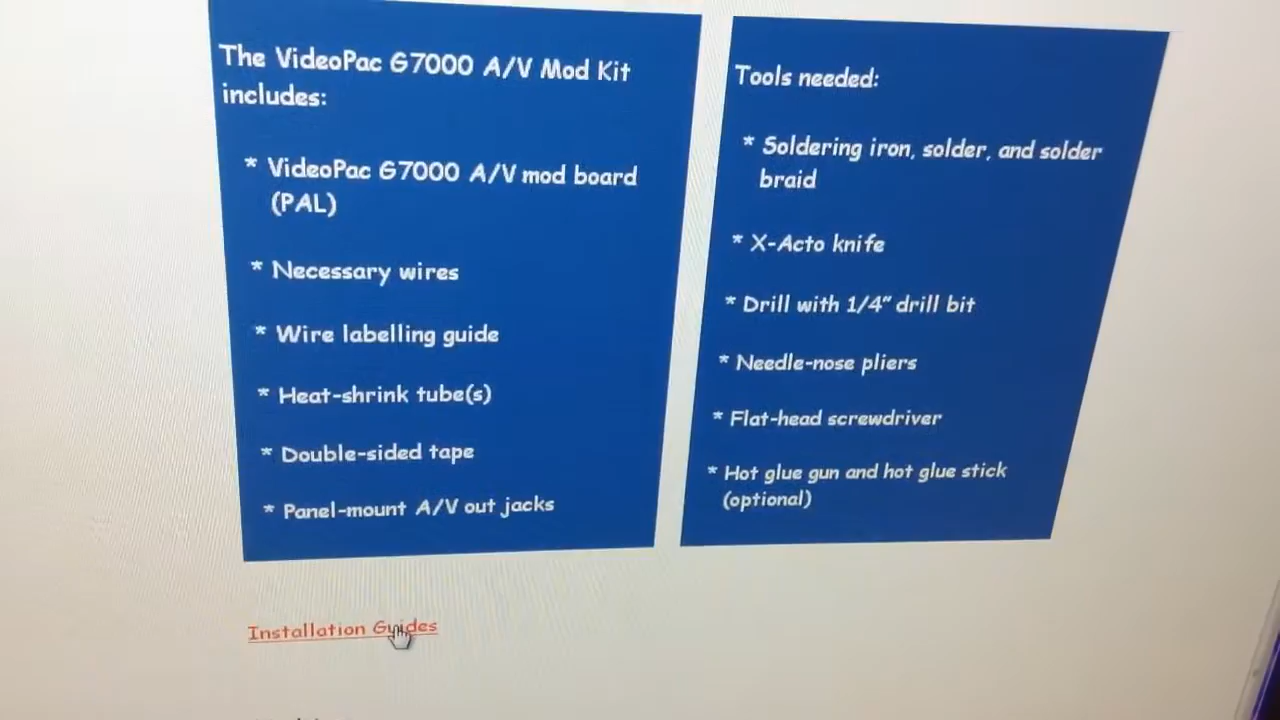 The VideoPac G7000 A/V Mod Kit
includes:
* VideoPac G7000 A/V mod board
(PAL)
* Necessary wires
* Wire labelling guide
* Heat-shrink tube(s)
* Double-sided tape
* Panel-mount A/V out jacks
Tools needed:
* Soldering iron, solder, and solder
braid
* X-Acto knife
* Drill with 1/4" drill bit
* Needle-nose pliers
* Flat-head screwdriver
* Hot glue gun and hot glue stick
(optional)
Installation Guides